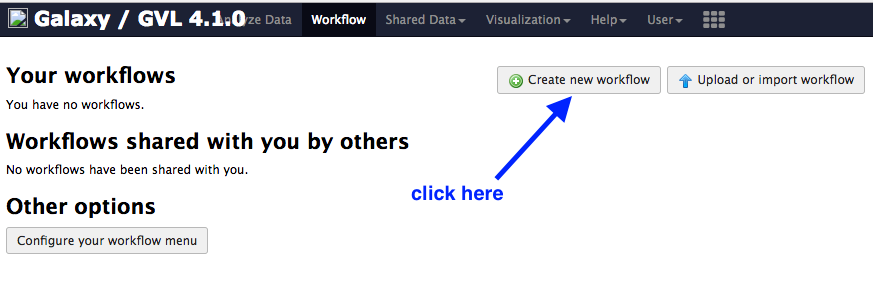 Galaxy / GVL 4.1.0 Analyze Data Workflow Shared Data Visualization Help User
Your workflows
Create new workflow
Upload or import workflow
You have no workflows.
Workflows shared with you by others
No workflows have been shared with you.
click here
Other options
Configure your workflow menu